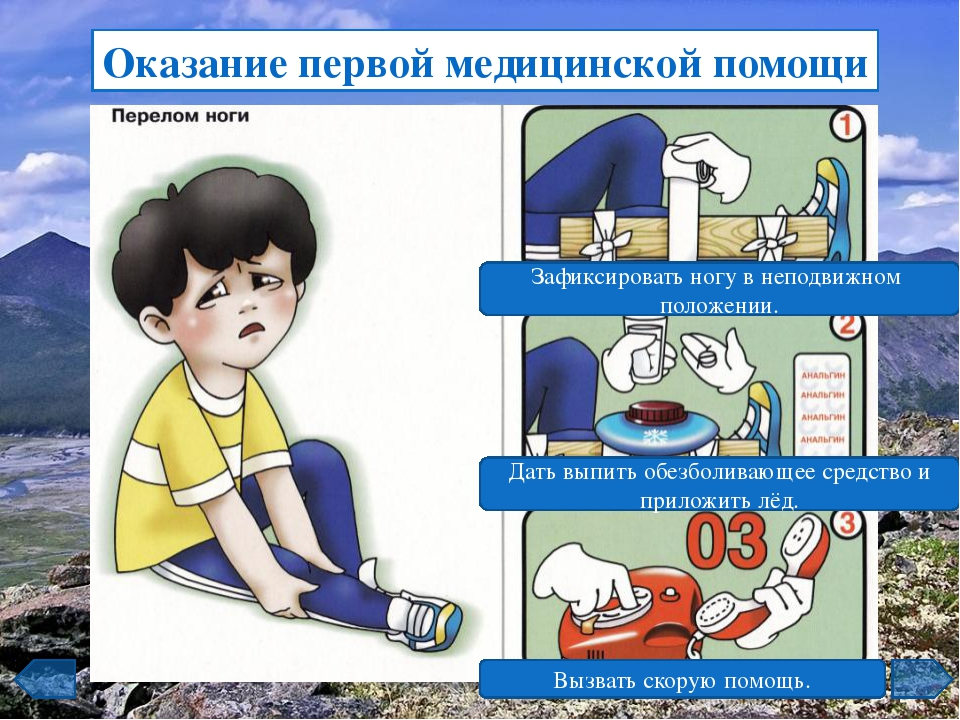 Оказание первой медицинской помощи
Перелом ноги
1
Зафиксировать ногу в неподвижном
положении.
2
АНАЛЬГИН
АНАЛЬГИН
АНАЛЬГИН
АНАЛЬГИН
Дать выпить обезболивающее средство и
приложить лёд.
03
3
Вызвать скорую помощь.